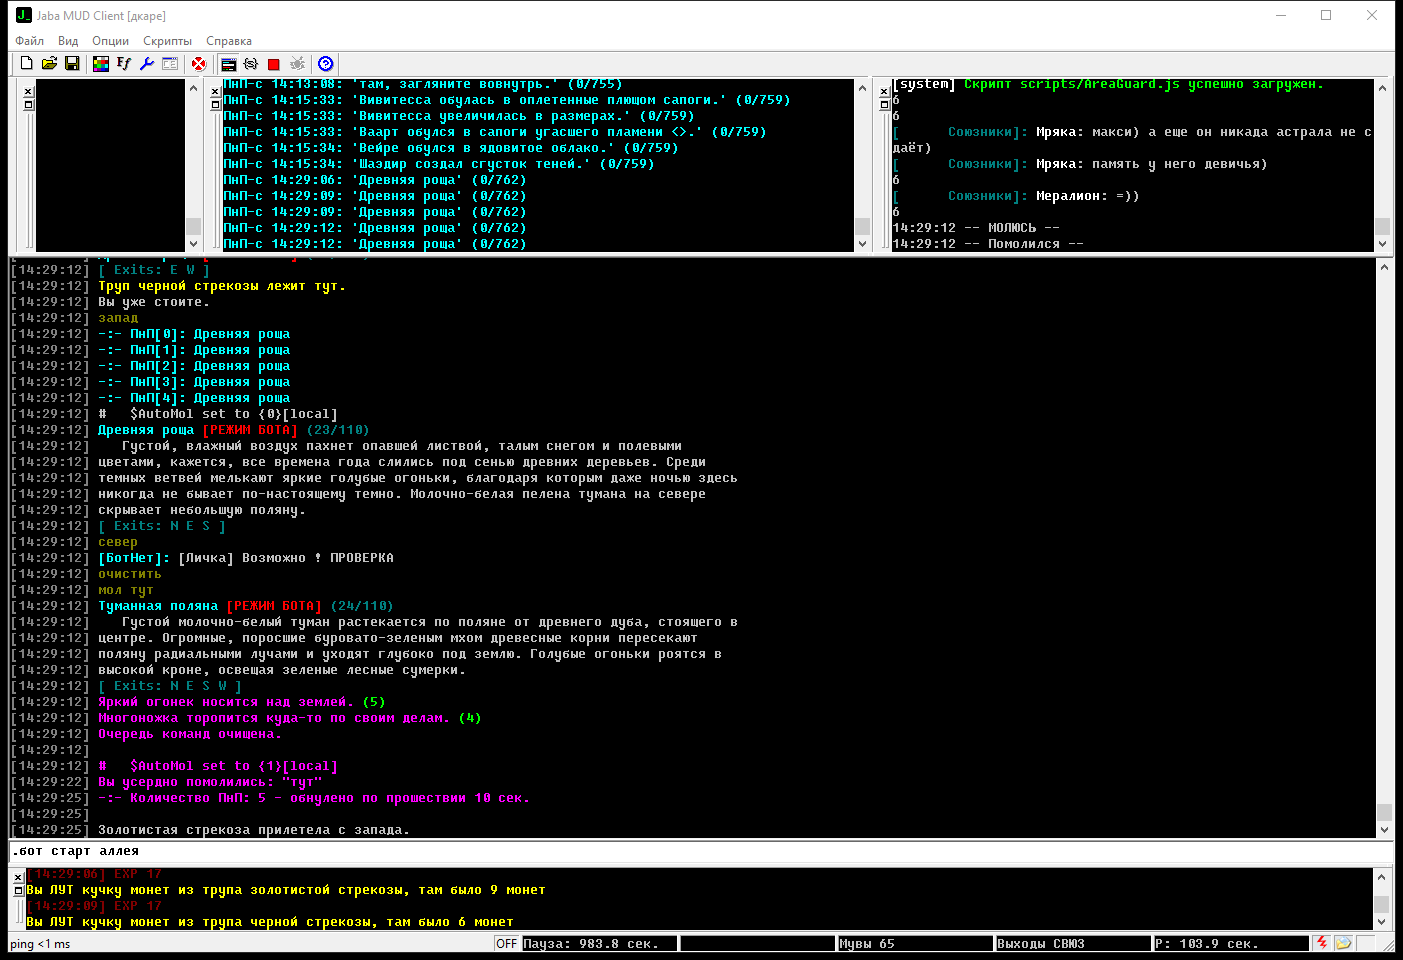 Jaba MUD Client [дкаре]
Файл Вид Опции Скрипты Справка
ПнП-с 14:13:08: 'там, загляните вовнутрь.' (0/755)
ПнП-с 14:15:33: 'Вивитесса обулась в оплетенные плющом сапоги.' (0/759)
ПнП-с 14:15:33: 'Вивитесса увеличилась в размерах.' (0/759)
ПнП-с 14:15:33: 'Ваарт обулся в сапоги угасшего пламени <>.' (0/759)
ПнП-с 14:15:34: 'Вейре обулся в ядовитое облако.' (0/759)
ПнП-с 14:15:34: 'Шаэдир создал сгусток теней.' (0/759)
ПнП-с 14:29:06: 'Древняя роща' (0/762)
ПнП-с 14:29:09: 'Древняя роща' (0/762)
ПнП-с 14:29:09: 'Древняя роща' (0/762)
ПнП-с 14:29:12: 'Древняя роща' (0/762)
ПнП-с 14:29:12: 'Древняя роща' (0/762)
[system] Скрипт scripts/AreaGuard.js успешно загружен.
6
6
[ Союзники]: Мряка: макси) а еще он никада астрала не с
даёт)
[ Союзники]: Мряка: память у него девичья)
6
[ Союзники]: Мералион: =))
6
14:29:12 -- МОЛЮСЬ --
14:29:12 -- Помолился --
[14:29:12] [ Exits: E W ]
[14:29:12] Труп черной стрекозы лежит тут.
[14:29:12] Вы уже стоите.
[14:29:12] запад
[14:29:12] -:- ПнП[0]: Древняя роща
[14:29:12] -:- ПнП[1]: Древняя роща
[14:29:12] -:- ПнП[2]: Древняя роща
[14:29:12] -:- ПнП[3]: Древняя роща
[14:29:12] -:- ПнП[4]: Древняя роща
[14:29:12] # $AutoMol set to {0}[local]
[14:29:12] Древняя роща [РЕЖИМ БОТА] (23/110)
[14:29:12] Густой, влажный воздух пахнет опавшей листвой, талым снегом и полевыми
[14:29:12] цветами, кажется, все времена года слились под сенью древних деревьев. Среди
[14:29:12] темных ветвей мелькают яркие голубые огоньки, благодаря которым даже ночью здесь
[14:29:12] никогда не бывает по-настоящему темно. Молочно-белая пелена тумана на севере
[14:29:12] скрывает небольшую поляну.
[14:29:12] [ Exits: N E S ]
[14:29:12] север
[14:29:12] [БотНет]: [Личка] Возможно ! ПРОВЕРКА
[14:29:12] очистить
[14:29:12] мол тут
[14:29:12] Туманная поляна [РЕЖИМ БОТА] (24/110)
[14:29:12] Густой молочно-белый туман растекается по поляне от древнего дуба, стоящего в
[14:29:12] центре. Огромные, поросшие буровато-зеленым мхом древесные корни пересекают
[14:29:12] поляну радиальными лучами и уходят глубоко под землю. Голубые огоньки роятся в
[14:29:12] высокой кроне, освещая зеленые лесные сумерки.
[14:29:12] [ Exits: N E S W ]
[14:29:12] Яркий огонек носится над землей. (5)
[14:29:12] Многоножка торопится куда-то по своим делам. (4)
[14:29:12] Очередь команд очищена.
[14:29:12]
[14:29:12] # $AutoMol set to {1}[local]
[14:29:22] Вы усердно помолились: "тут"
[14:29:25] -:- Количество ПнП: 5 - обнулено по прошествии 10 сек.
[14:29:25]
[14:29:25] Золотистая стрекоза прилетела с запада.
.бот старт аллея
[14:29:06] EXP 17
Вы ЛУТ кучку монет из трупа золотистой стрекозы, там было 9 монет
[14:29:09] EXP 17
Вы ЛУТ кучку монет из трупа черной стрекозы, там было 6 монет
ping <1 ms OFF Пауза: 983.8 сек. Мувы 65 Выходы СВЮЗ Р: 103.9 сек.